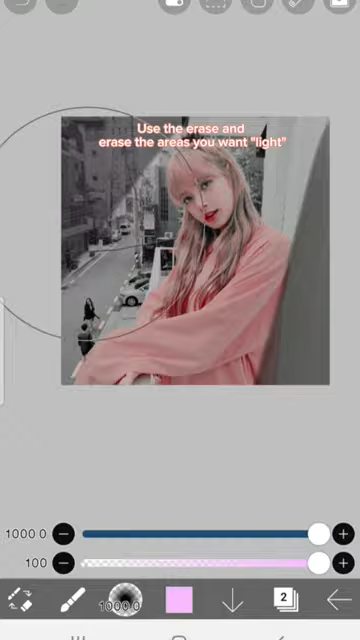 Use the erase and
erase the areas you want "light"
1000.0
100
1000.0
2